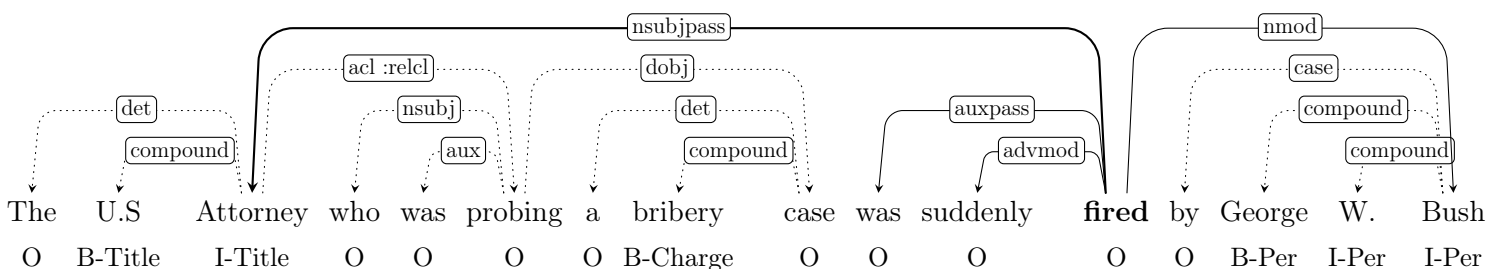 nsubjpass nmod
acl :relcl dobj case
det nsubj det auxpass compound
compound aux compound advmod compound
The U.S Attorney who was probing a bribery case was suddenly fired by George W. Bush
O B-Title I-Title O O O O B-Charge O O O O O B-Per I-Per I-Per